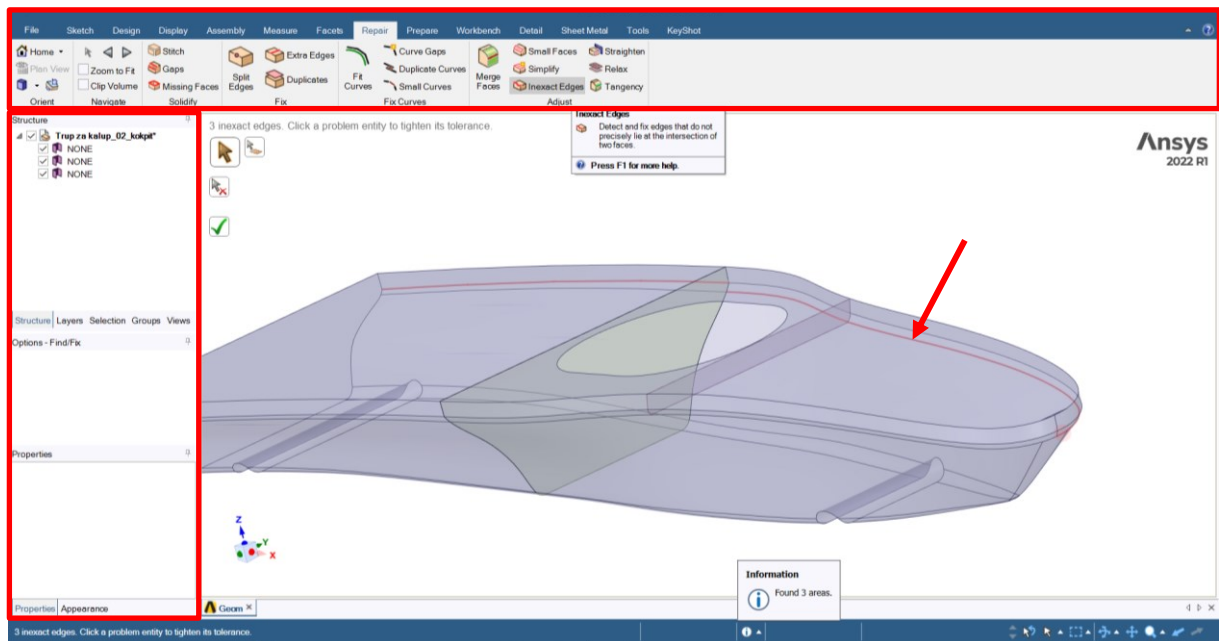 File Sketch Design Display Assembly Measure Facets Repair Prepare Workbench Detail Sheet Metal Tools KeyShot
Home
Plan View
Zoom to Fit
Clip Volume
Stitch
Gaps
Missing Faces
Split Edges
Extra Edges
Duplicates
Fit Curves
Curve Gaps
Duplicate Curves
Small Curves
Merge Faces
Small Faces
Simplify
Inexact Edges
Straighten
Relax
Tangency
Orient Navigate Solidify Fix Fix Curves Adjust
Structure
Trup za kalup_02_kokpit*
NONE
NONE
NONE
Structure Layers Selection Groups Views
Options - Find/Fix
Properties
Properties Appearance
3 inexact edges. Click a problem entity to tighten its tolerance.
Inexact Edges
Detect and fix edges that do not
precisely lie at the intersection of
two faces.
Press F1 for more help.
Ansys
2022 R1
Z
Y
X
Information
Found 3 areas.
Geom
3 inexact edges. Click a problem entity to tighten its tolerance.